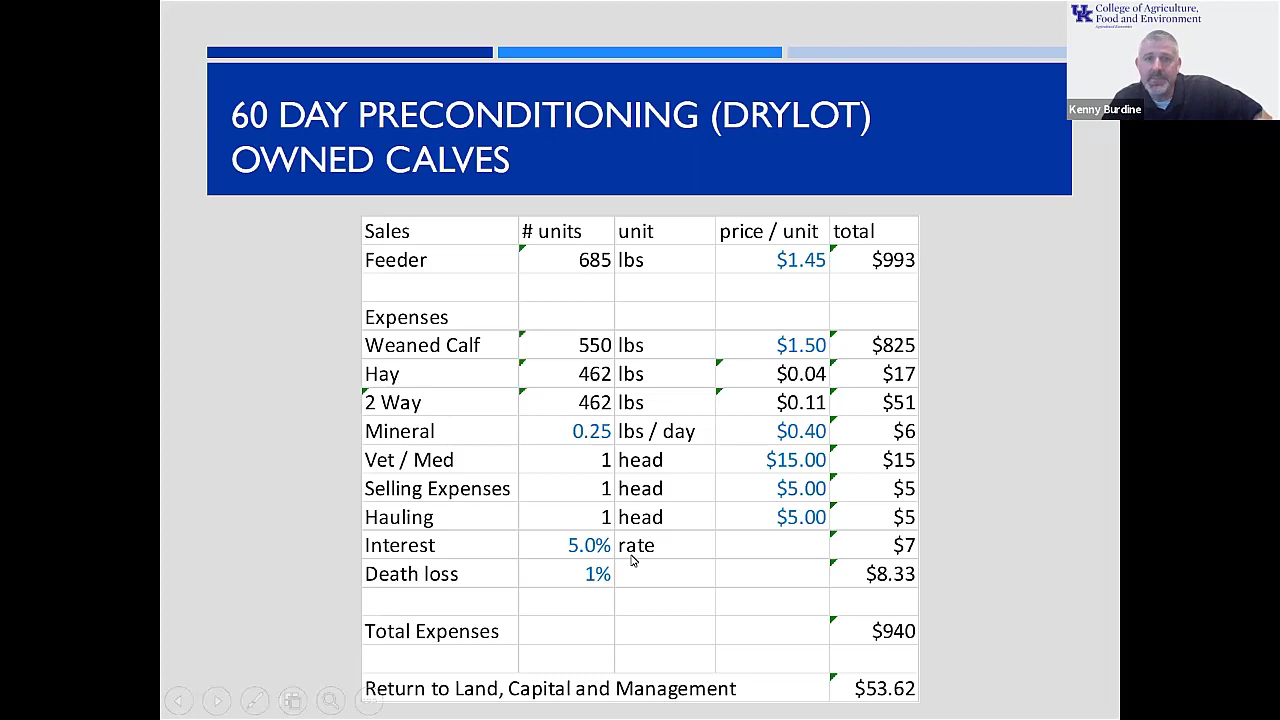 College of Agriculture,
Food and Environment
Agricultural Economics
Kenny Burdine
60 DAY PRECONDITIONING (DRYLOT)
OWNED CALVES
Sales # units unit price / unit total
Feeder 685 lbs $1.45 $993
Expenses
Weaned Calf 550 lbs $1.50 $825
Hay 462 lbs $0.04 $17
2 Way 462 lbs $0.11 $51
Mineral 0.25 lbs / day $0.40 $6
Vet / Med 1 head $15.00 $15
Selling Expenses 1 head $5.00 $5
Hauling 1 head $5.00 $5
Interest 5.0% rate $7
Death loss 1% $8.33
Total Expenses $940
Return to Land, Capital and Management $53.62